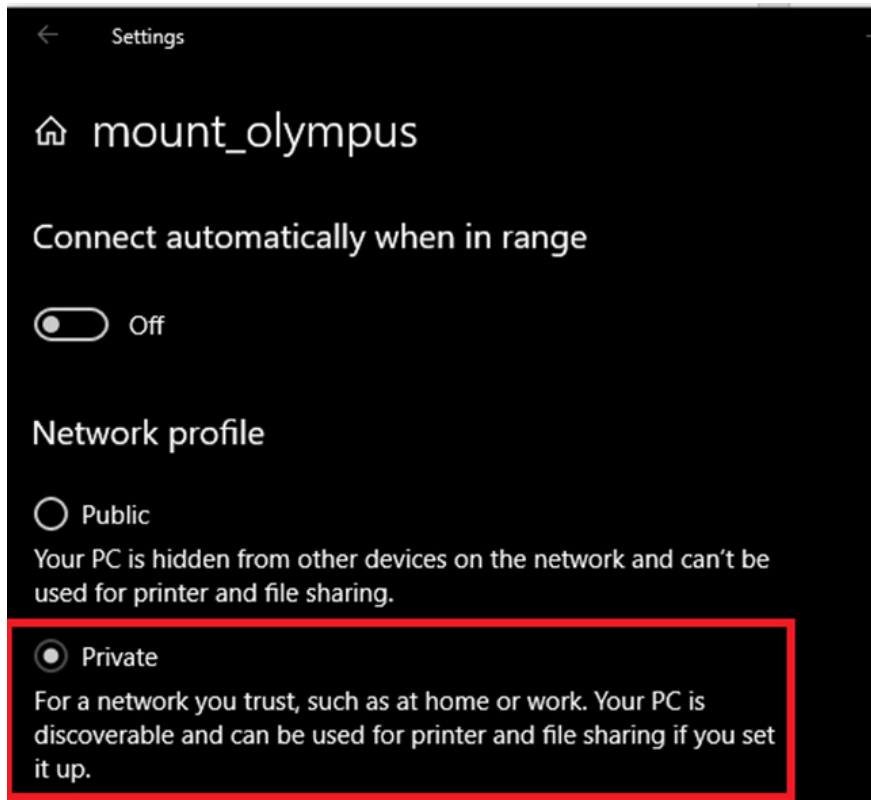 Settings
mount_olympus
Connect automatically when in range
Off
Network profile
Public
Your PC is hidden from other devices on the network and can't be
used for printer and file sharing.
Private
For a network you trust, such as at home or work. Your PC is
discoverable and can be used for printer and file sharing if you set
it up.